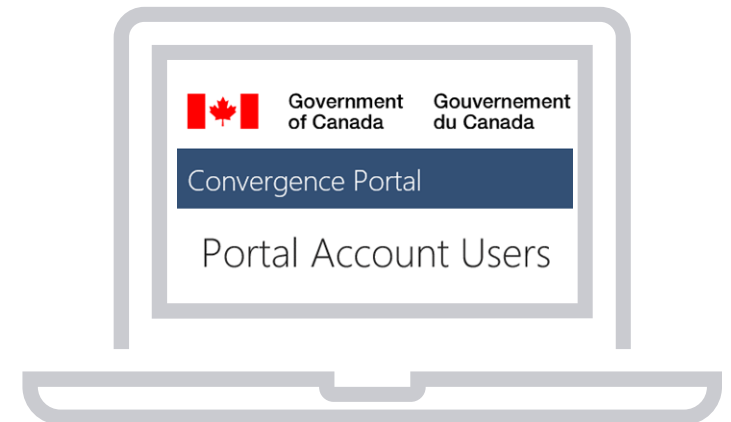 Government
of Canada
Gouvernement
du Canada
Convergence Portal
Portal Account Users